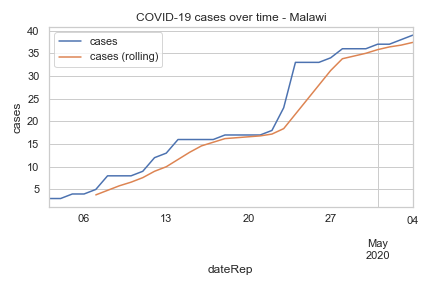 COVID-19 cases over time - Malawi
cases
cases (rolling)
40
35
30
25
20
15
10
5
cases
06
13
20
27
04
May
2020
dateRep